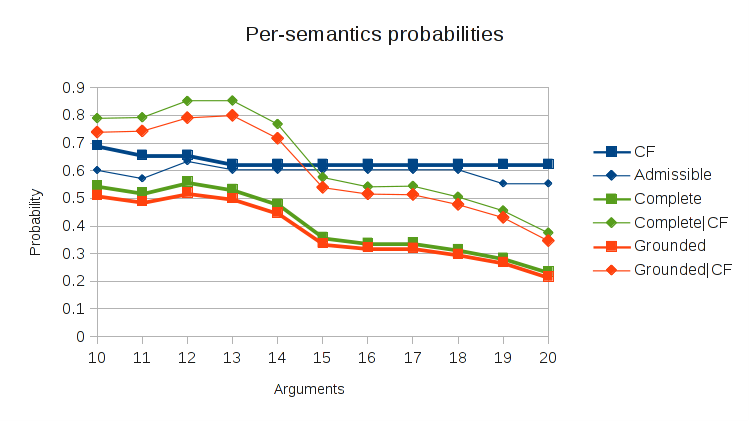 Per-semantics probabilities
0.9
0.8
0.7
0.6
0.5
0.4
0.3
0.2
0.1
0
Probability
10 11 12 13 14 15 16 17 18 19 20
Arguments
CF
Admissible
Complete
Complete|CF
Grounded
Grounded|CF